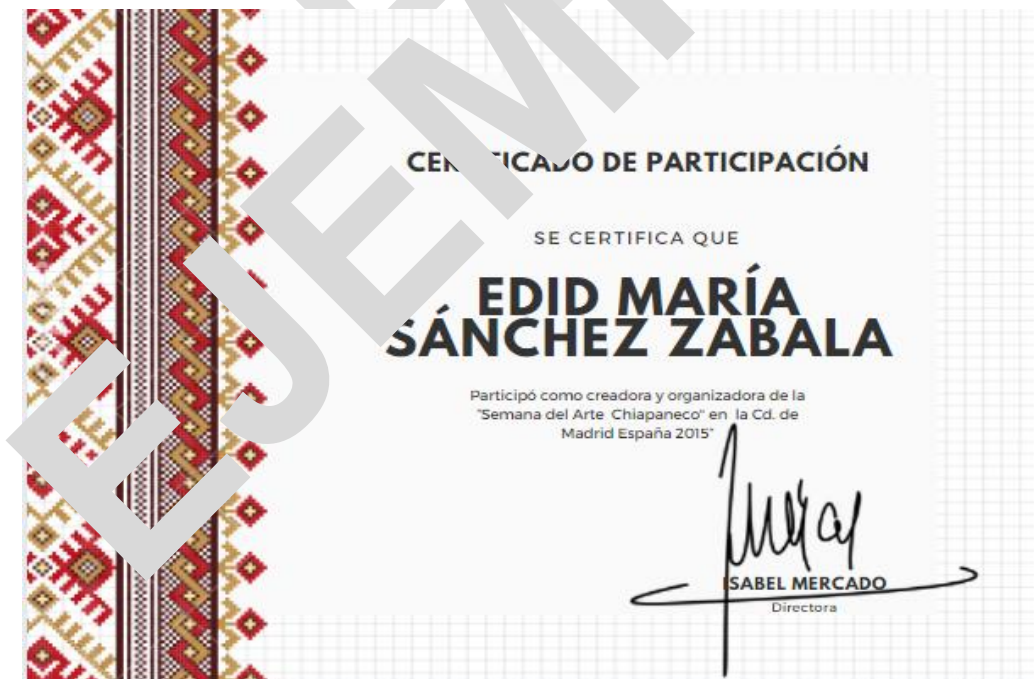 CERTIFICADO DE PARTICIPACIÓN
SE CERTIFICA QUE
EDID MARÍA
SÁNCHEZ ZABALA
Participó como creadora y organizadora de la
"Semana del Arte Chiapaneco" en la Cd. de
Madrid España 2015"
ISABEL MERCADO
Directora
EJEM